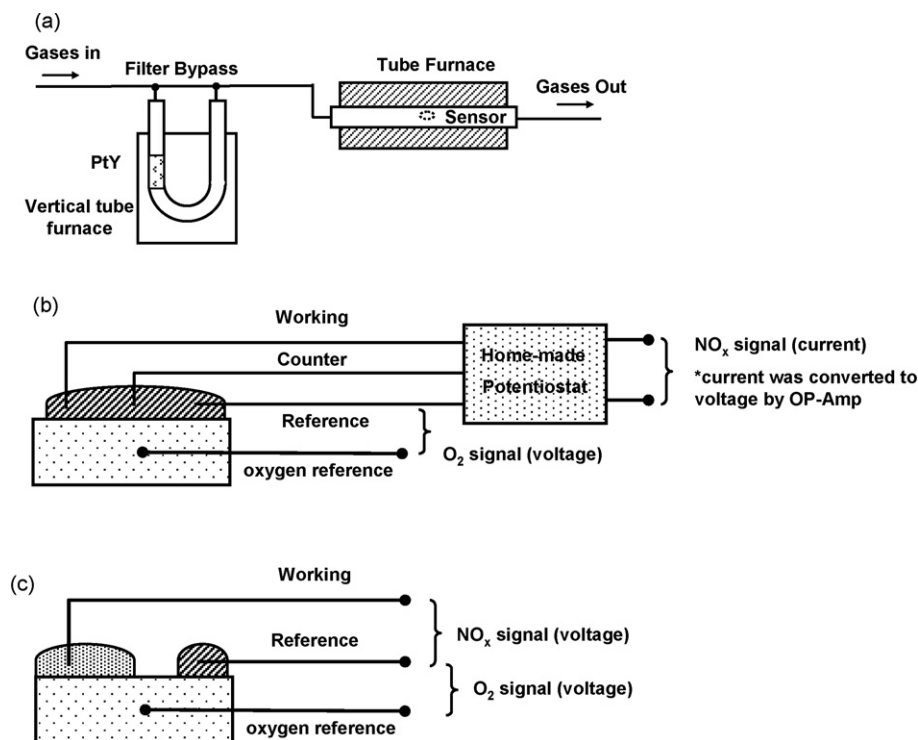 (a)
Gases in
Filter Bypass
Tube Furnace
Gases Out
Sensor
PtY
Vertical tube
furnace
(b)
Working
Counter
Home-made
Potentiostat
NOₓ signal (current)
*current was converted to
voltage by OP-Amp
Reference
O₂ signal (voltage)
oxygen reference
(c)
Working
Reference
NOₓ signal (voltage)
O₂ signal (voltage)
oxygen reference